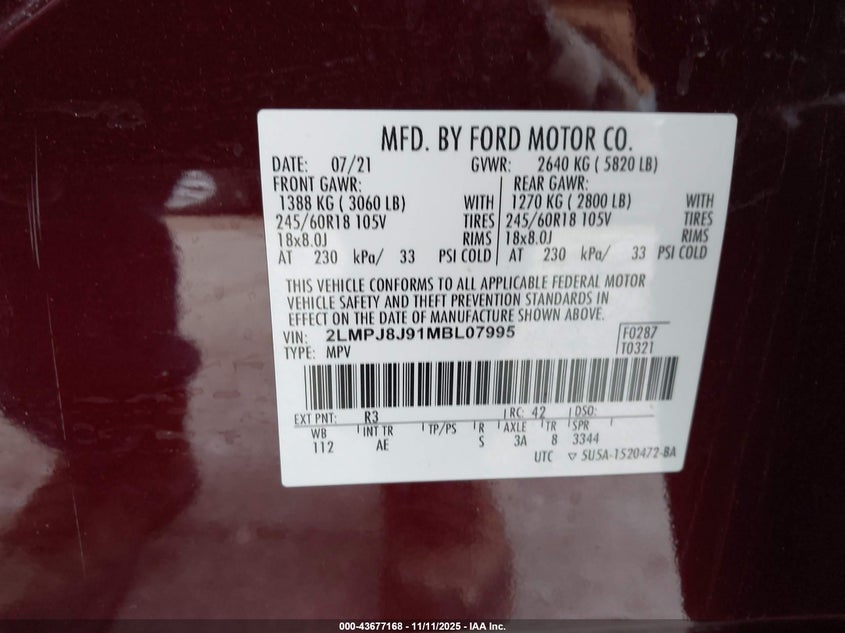 MFD. BY FORD MOTOR CO.
DATE: 07/21 GVWR: 2640 KG ( 5820 LB)
FRONT GAWR: REAR GAWR:
1388 KG ( 3060 LB) WITH 1270 KG ( 2800 LB) WITH
245/60R18 105V TIRES 245/60R18 105V TIRES
18x8.0J RIMS 18x8.0J RIMS
AT 230 kPa/ 33 PSI COLD AT 230 kPa/ 33 PSI COLD
THIS VEHICLE CONFORMS TO ALL APPLICABLE FEDERAL MOTOR
VEHICLE SAFETY AND THEFT PREVENTION STANDARDS IN
EFFECT ON THE DATE OF MANUFACTURE SHOWN ABOVE.
VIN: 2LMPJ8J91MBL07995 F0287
TYPE: MPV T0321
EXT PNT: R3 RC: 42 DSO:
WB INT TR TP/PS R AXLE TR SPR
112 AE S 3A 8 3344
UTC ▽ 5U5A-1520472-BA
000-43677168 - 11/11/2025 - IAA Inc.